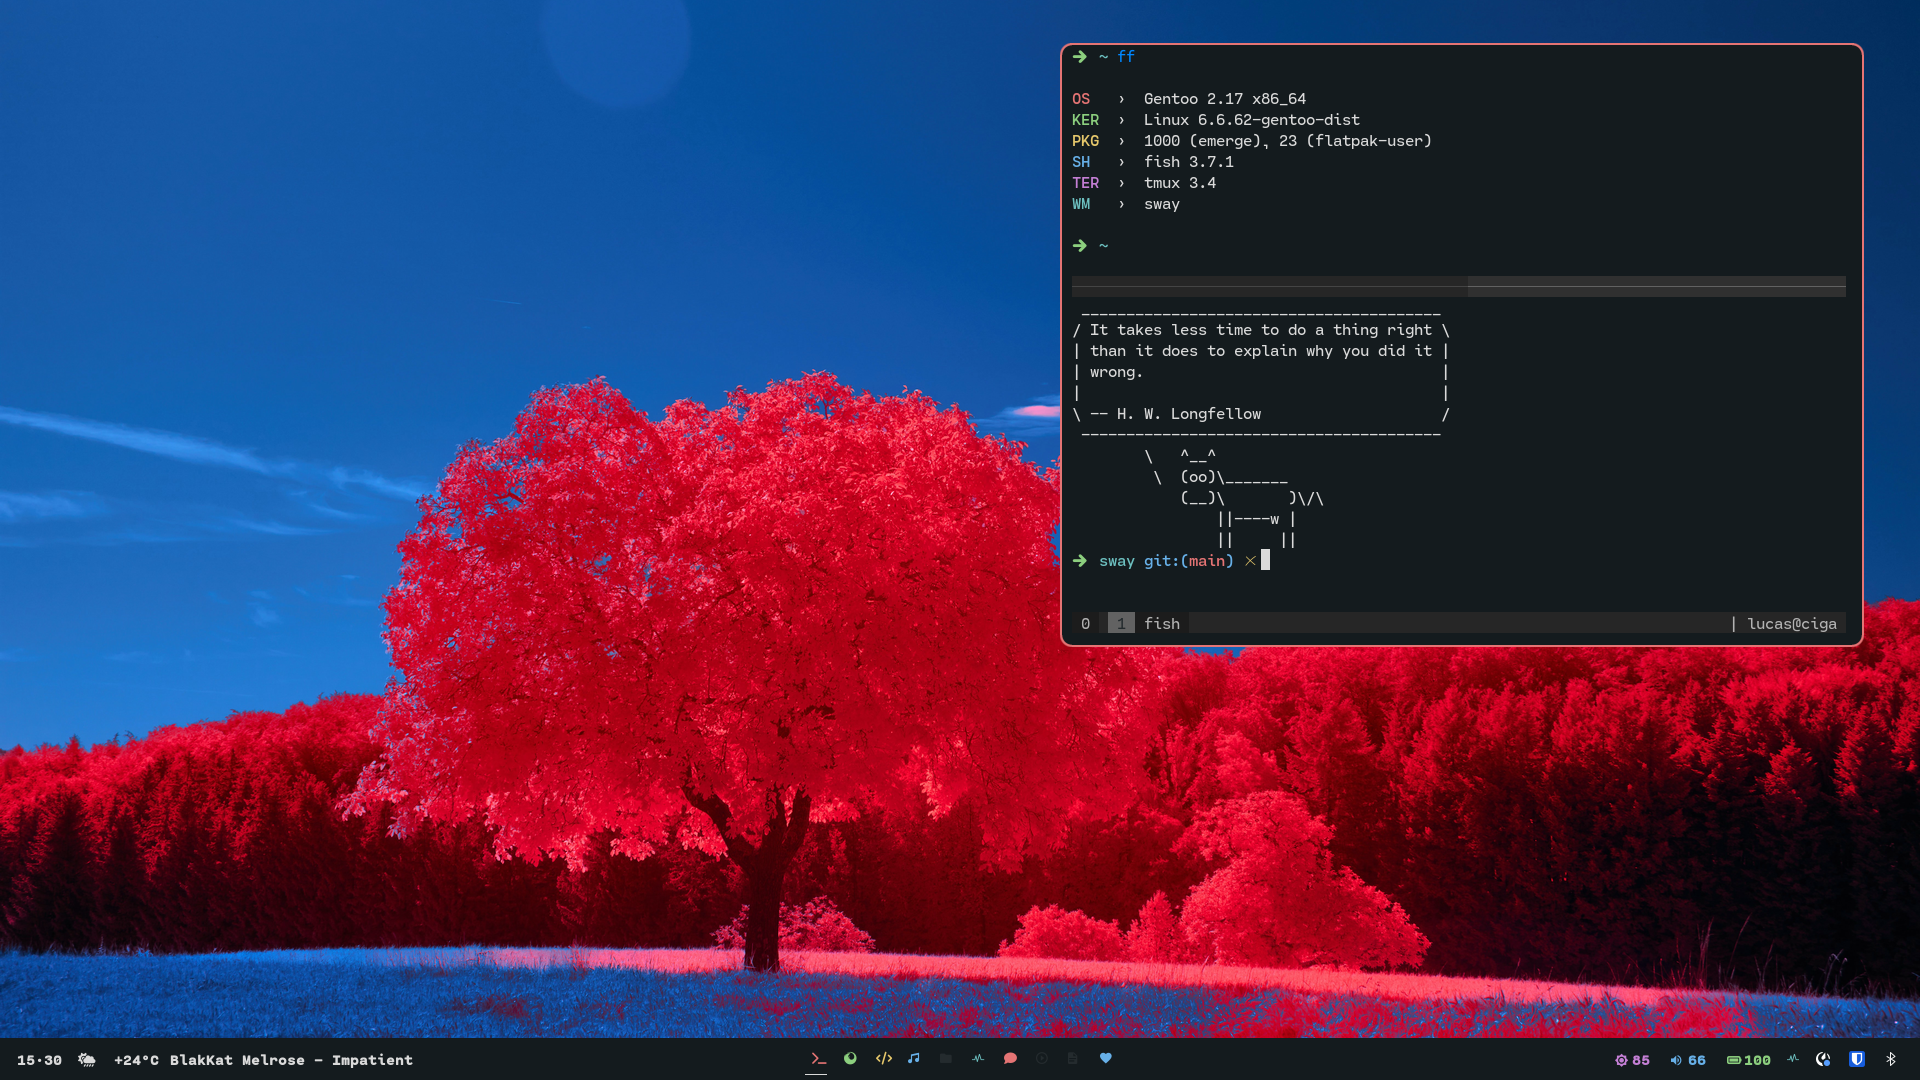 ➜ ~ ff
OS › Gentoo 2.17 x86_64
KER › Linux 6.6.62-gentoo-dist
PKG › 1000 (emerge), 23 (flatpak-user)
SH › fish 3.7.1
TER › tmux 3.4
WM › sway
➜ ~
 ________________________________________
/ It takes less time to do a thing right \
| than it does to explain why you did it |
| wrong.                                 |
|                                        |
\ -- H. W. Longfellow                    /
 ----------------------------------------
        \   ^__^
         \  (oo)\_______
            (__)\       )\/\
                ||----w |
                ||     ||
➜ sway git:(main) ×
0 1 fish | lucas@ciga
15·30 +24°C BlakKat Melrose - Impatient 85 66 100